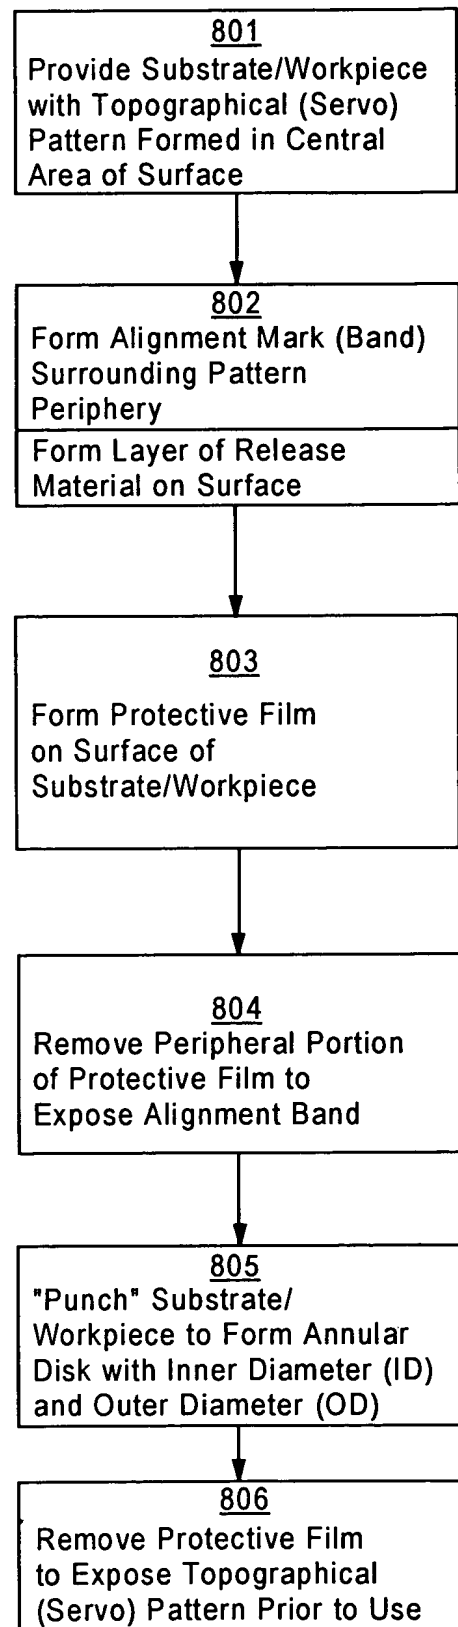 801
Provide Substrate/Workpiece
with Topographical (Servo)
Pattern Formed in Central
Area of Surface
802
Form Alignment Mark (Band)
Surrounding Pattern
Periphery
Form Layer of Release
Material on Surface
803
Form Protective Film
on Surface of
Substrate/Workpiece
804
Remove Peripheral Portion
of Protective Film to
Expose Alignment Band
805
"Punch" Substrate/
Workpiece to Form Annular
Disk with Inner Diameter (ID)
and Outer Diameter (OD)
806
Remove Protective Film
to Expose Topographical
(Servo) Pattern Prior to Use